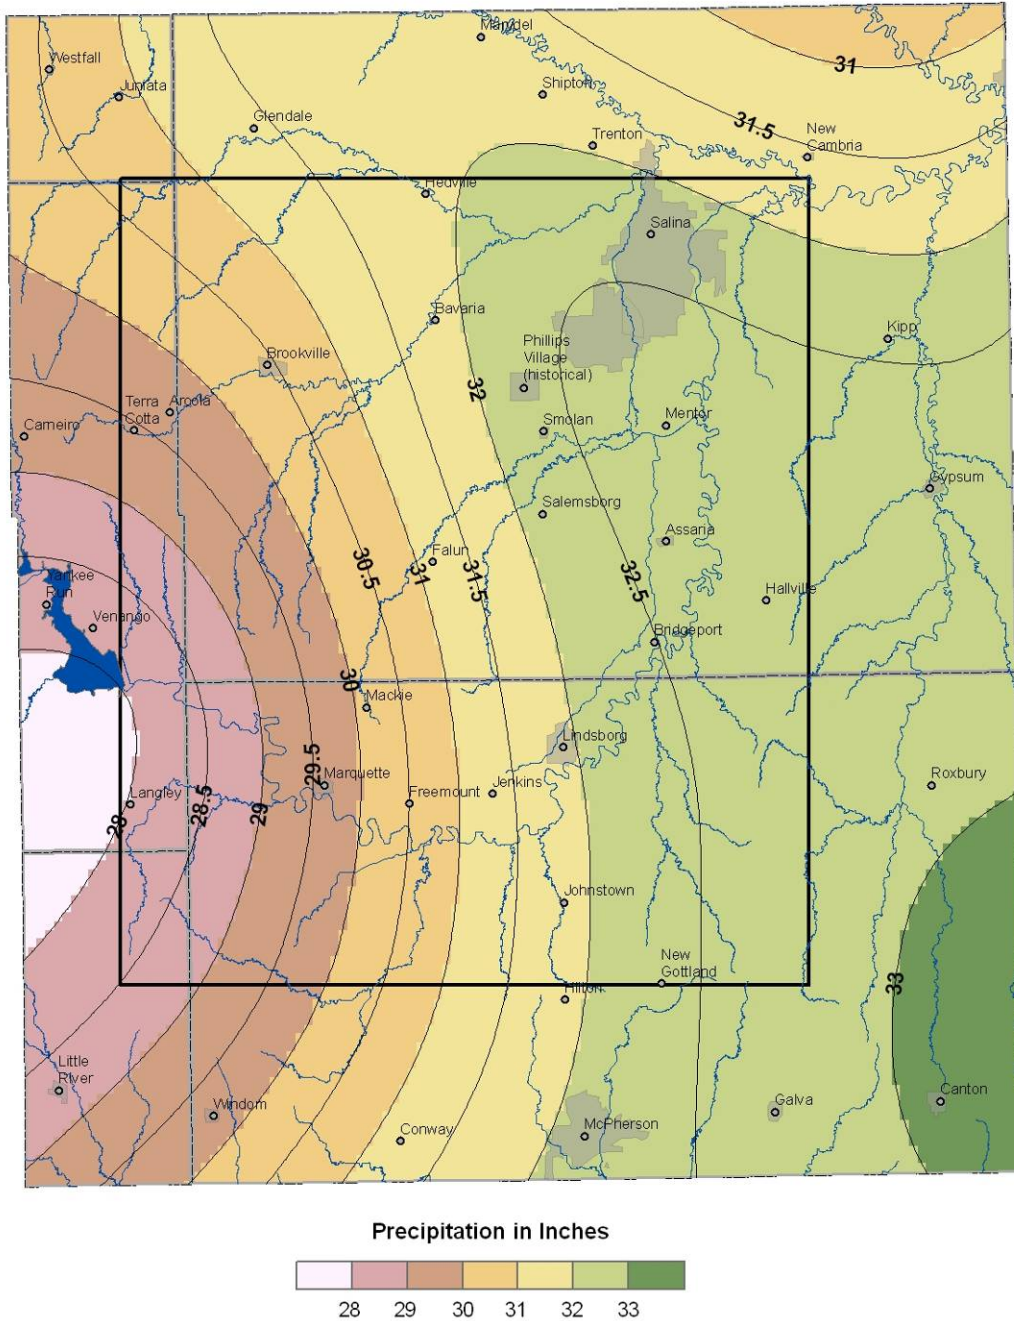 Marydel
Westfall
31
Juniata
Shipton
Glendale
31.5
Trenton
New
Cambria
Hedville
Salina
Bavaria
Kipp
Phillips
Village
(historical)
Brookville
32
Terra
Cotta
Arcola
Smolan
Mentor
Carneiro
Gypsum
Salemsborg
Assaria
Falun
30.5
31
31.5
32.5
Yankee
Run
Hallville
Venango
Bridgeport
30
Mackie
Lindsborg
29.5
Marquette
Jenkins
Roxbury
Langley
Freemount
28
28.5
29
Johnstown
New
Gottland
33
Hilton
Little
River
Windom
Galva
Canton
Conway
McPherson
Precipitation in Inches
28 29 30 31 32 33